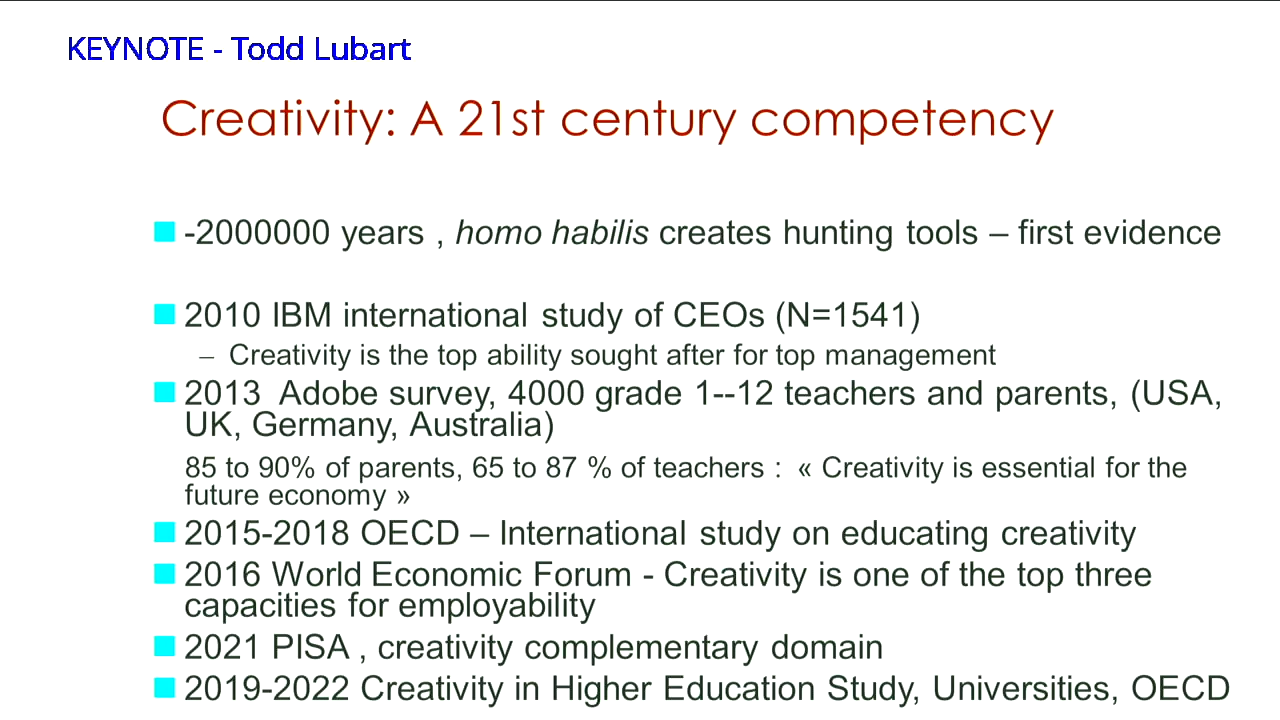 KEYNOTE - Todd Lubart
Creativity: A 21st century competency
-2000000 years , homo habilis creates hunting tools – first evidence
2010 IBM international study of CEOs (N=1541)
– Creativity is the top ability sought after for top management
2013 Adobe survey, 4000 grade 1--12 teachers and parents, (USA,
UK, Germany, Australia)
85 to 90% of parents, 65 to 87 % of teachers : « Creativity is essential for the
future economy »
2015-2018 OECD – International study on educating creativity
2016 World Economic Forum - Creativity is one of the top three
capacities for employability
2021 PISA , creativity complementary domain
2019-2022 Creativity in Higher Education Study, Universities, OECD